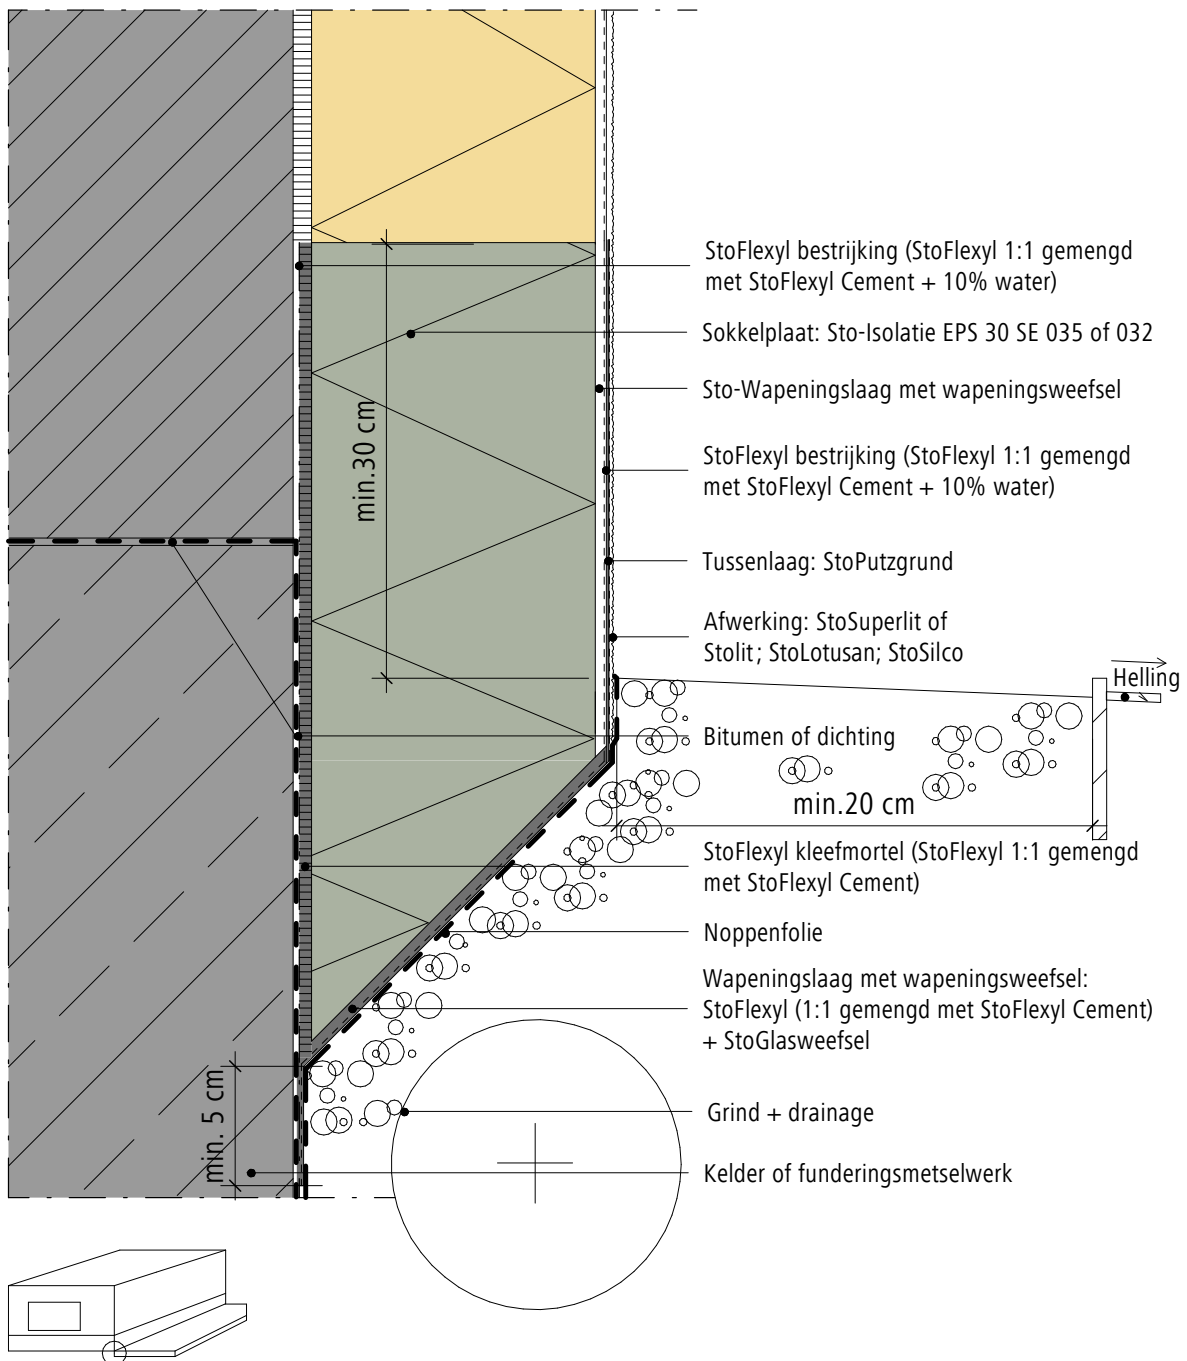 StoFlexyl bestrijking (StoFlexyl 1:1 gemengd
met StoFlexyl Cement + 10% water)
Sokkelplaat: Sto-Isolatie EPS 30 SE 035 of 032
Sto-Wapeningslaag met wapeningsweefsel
min.30 cm
StoFlexyl bestrijking (StoFlexyl 1:1 gemengd
met StoFlexyl Cement + 10% water)
Tussenlaag: StoPutzgrund
Afwerking: StoSuperlit of
Stolit; StoLotusan; StoSilco
Helling
Bitumen of dichting
min.20 cm
StoFlexyl kleefmortel (StoFlexyl 1:1 gemengd
met StoFlexyl Cement)
Noppenfolie
Wapeningslaag met wapeningsweefsel:
StoFlexyl (1:1 gemengd met StoFlexyl Cement)
+ StoGlasweefsel
min. 5 cm
Grind + drainage
Kelder of funderingsmetselwerk